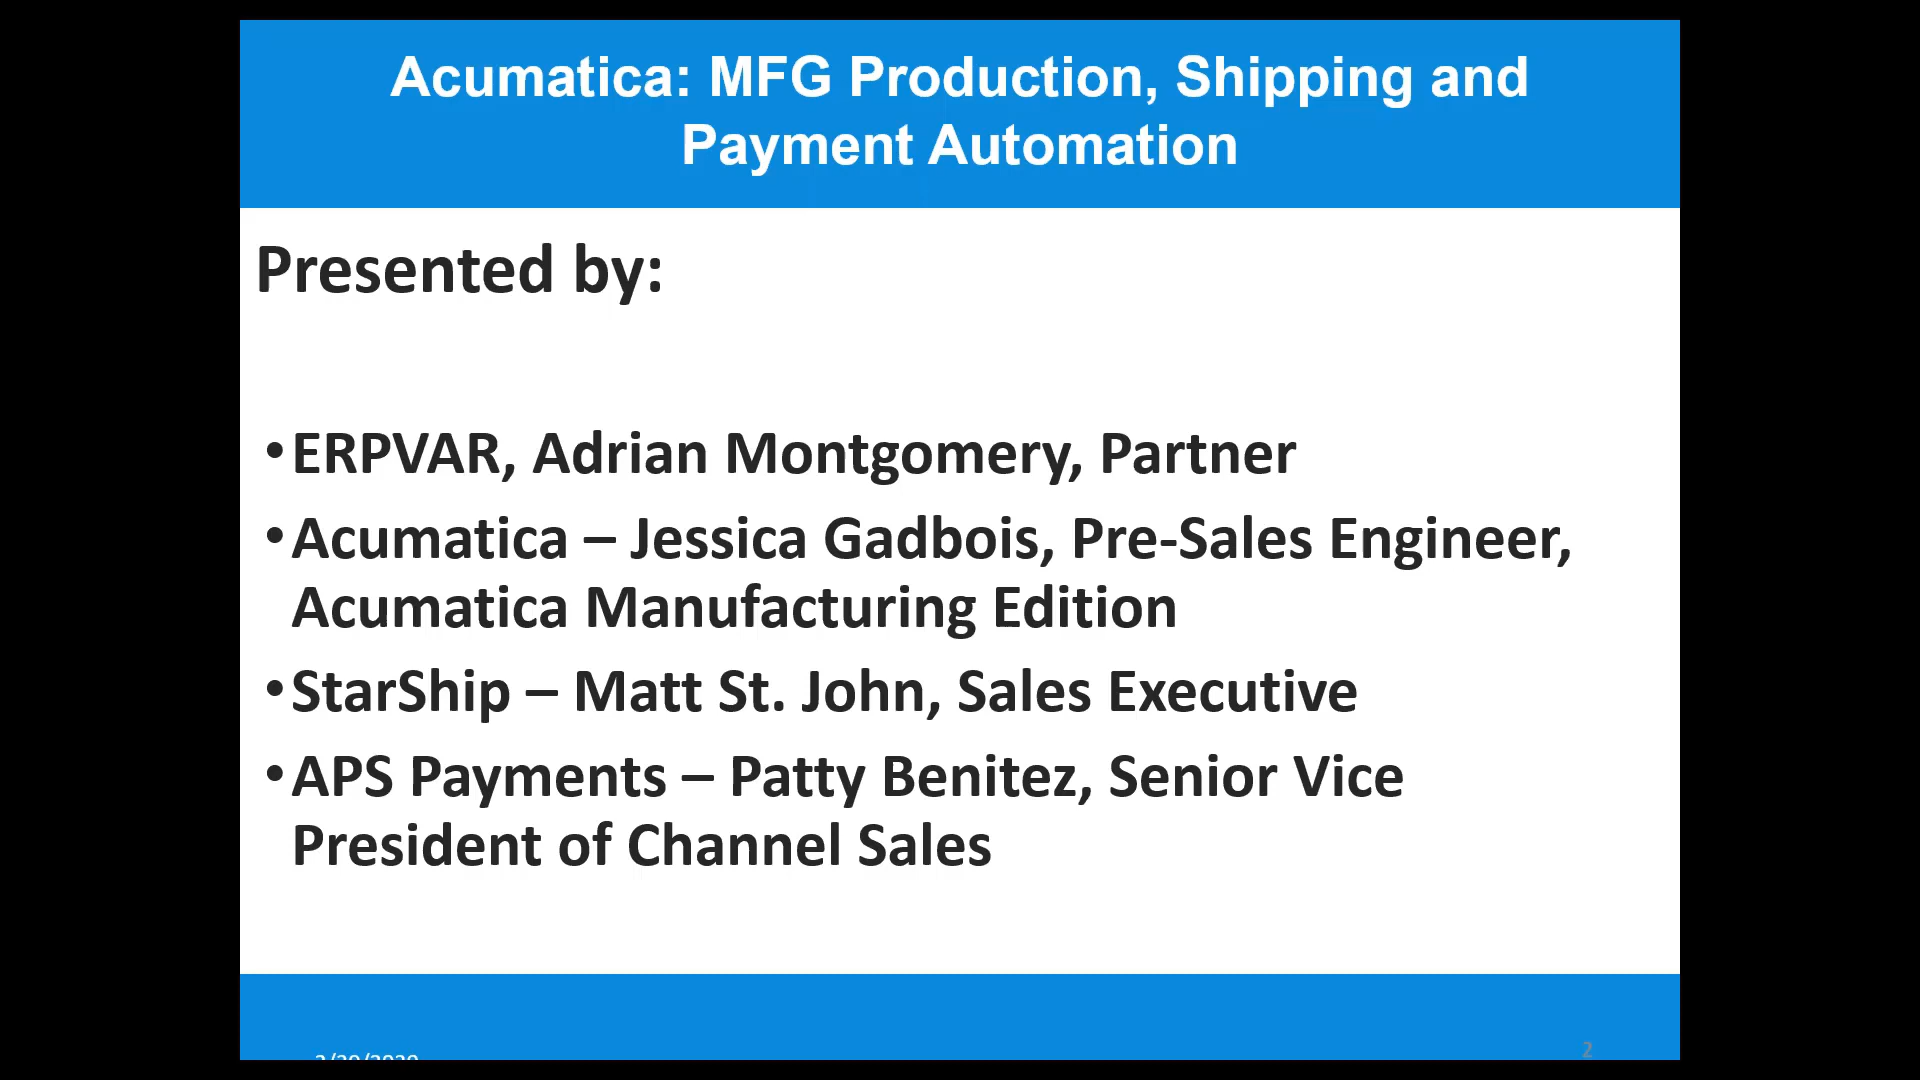 Acumatica: MFG Production, Shipping and
Payment Automation
Presented by:
•ERPVAR, Adrian Montgomery, Partner
•Acumatica – Jessica Gadbois, Pre-Sales Engineer,
Acumatica Manufacturing Edition
•StarShip – Matt St. John, Sales Executive
•APS Payments – Patty Benitez, Senior Vice
President of Channel Sales
2